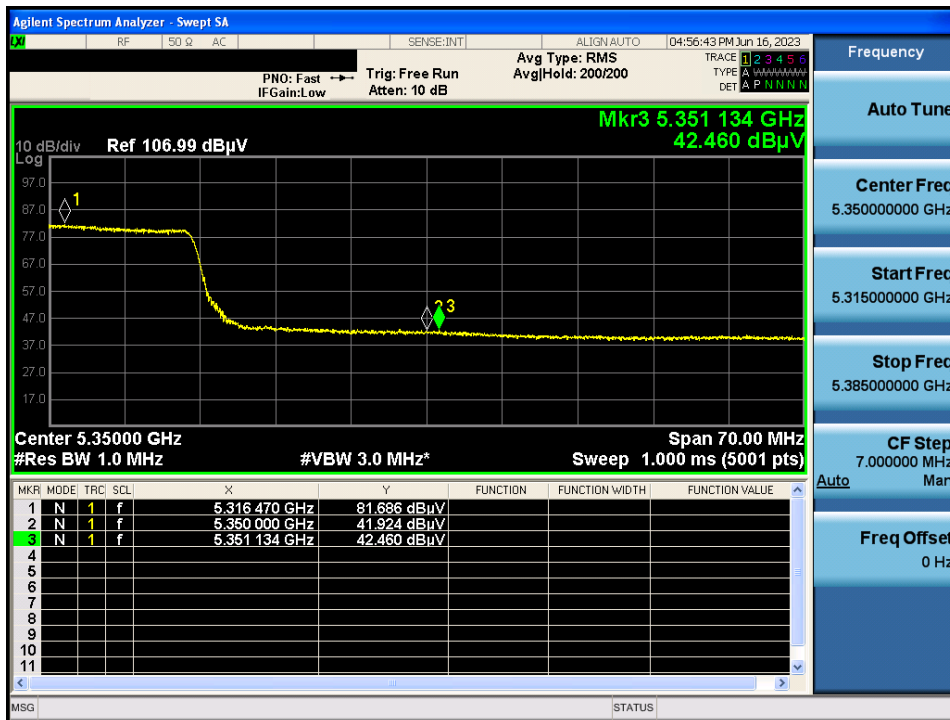 Agilent Spectrum Analyzer - Swept SA
LXI RF 50 Ω AC SENSE:INT ALIGN AUTO 04:56:43 PM Jun 16, 2023
PNO: Fast Trig: Free Run Avg Type: RMS TRACE 1 2 3 4 5 6
IFGain:Low Atten: 10 dB Avg|Hold: 200/200 TYPE A WWWWWW
DET A P N N N N
Mkr3 5.351 134 GHz
42.460 dBµV
10 dB/div Ref 106.99 dBµV
Log
97.0
87.0
77.0
67.0
57.0
47.0
37.0
27.0
17.0
1
2 3
Center 5.35000 GHz Span 70.00 MHz
#Res BW 1.0 MHz #VBW 3.0 MHz* Sweep 1.000 ms (5001 pts)
MKR MODE TRC SCL X Y FUNCTION FUNCTION WIDTH FUNCTION VALUE
1 N 1 f 5.316 470 GHz 81.686 dBµV
2 N 1 f 5.350 000 GHz 41.924 dBµV
3 N 1 f 5.351 134 GHz 42.460 dBµV
4
5
6
7
8
9
10
11
MSG STATUS
Frequency
Auto Tune
Center Freq
5.350000000 GHz
Start Freq
5.315000000 GHz
Stop Freq
5.385000000 GHz
CF Step
7.000000 MHz
Auto Man
Freq Offset
0 Hz